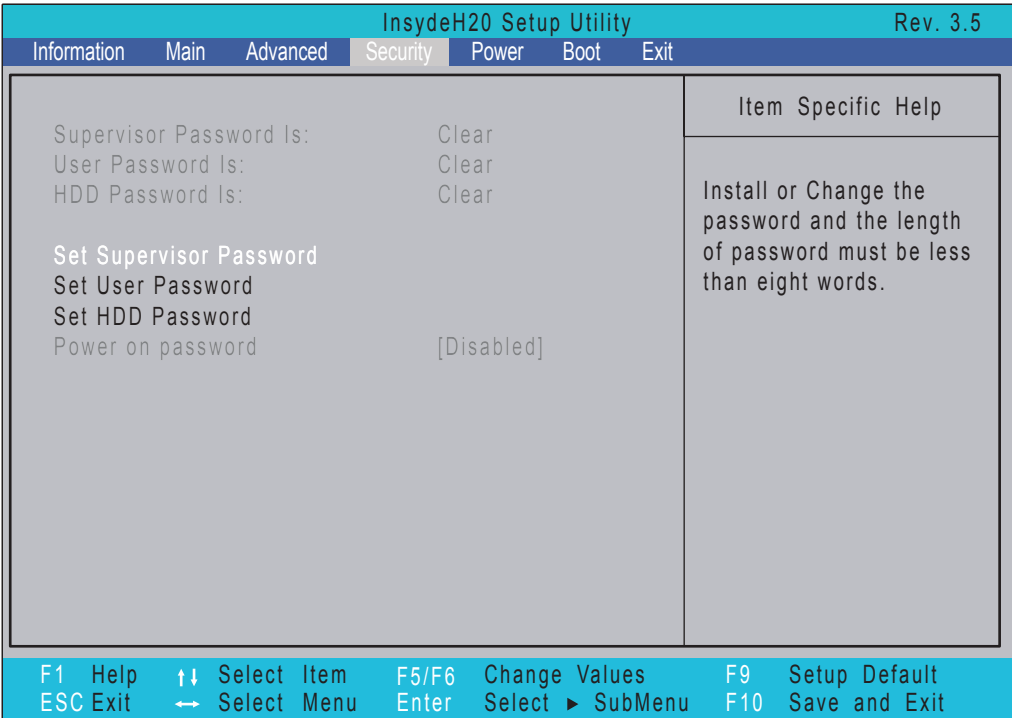 InsydeH20 Setup Utility Rev. 3.5
Information Main Advanced Security Power Boot Exit
Item Specific Help
Supervisor Password Is: Clear
User Password Is: Clear
HDD Password Is: Clear
Install or Change the
password and the length
of password must be less
than eight words.
Set Supervisor Password
Set User Password
Set HDD Password
Power on password [Disabled]
F1 Help ↑↓ Select Item F5/F6 Change Values F9 Setup Default
ESC Exit ↔ Select Menu Enter Select ► SubMenu F10 Save and Exit